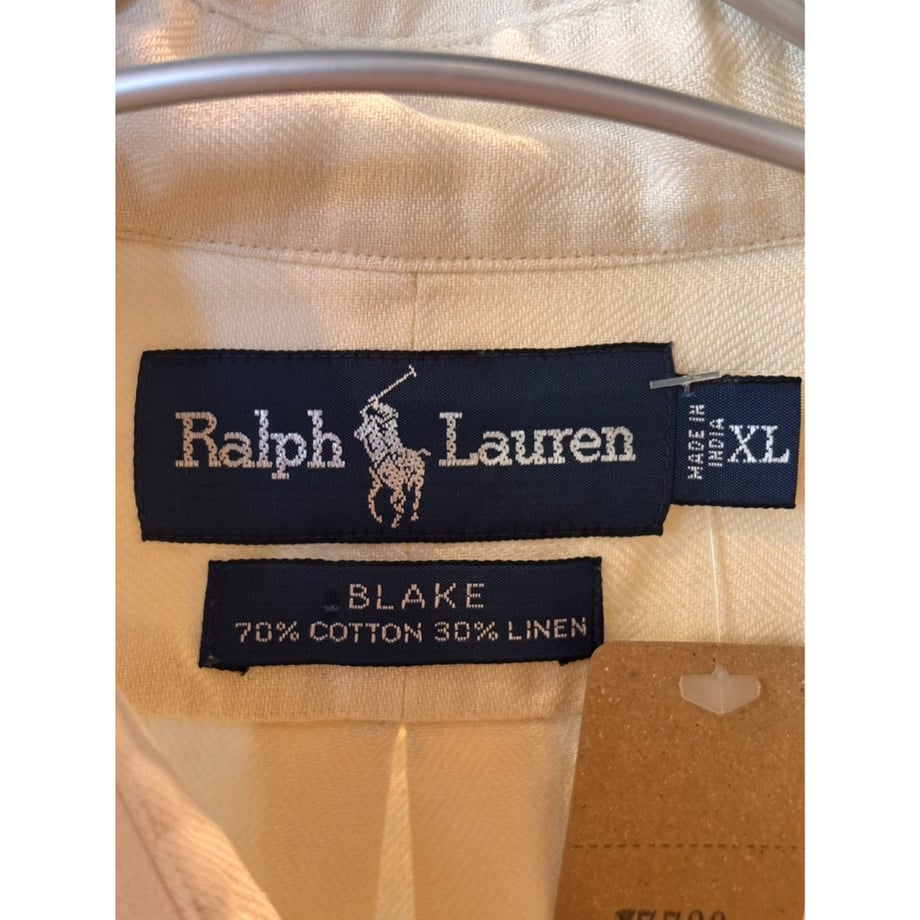 Ralph Lauren
MADE IN
INDIA
XL
BLAKE
70% COTTON 30% LINEN